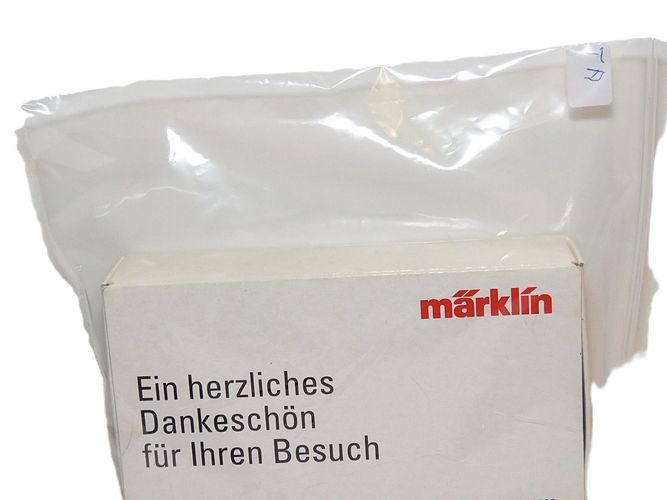 märklin
Ein herzliches
Dankeschön
für Ihren Besuch